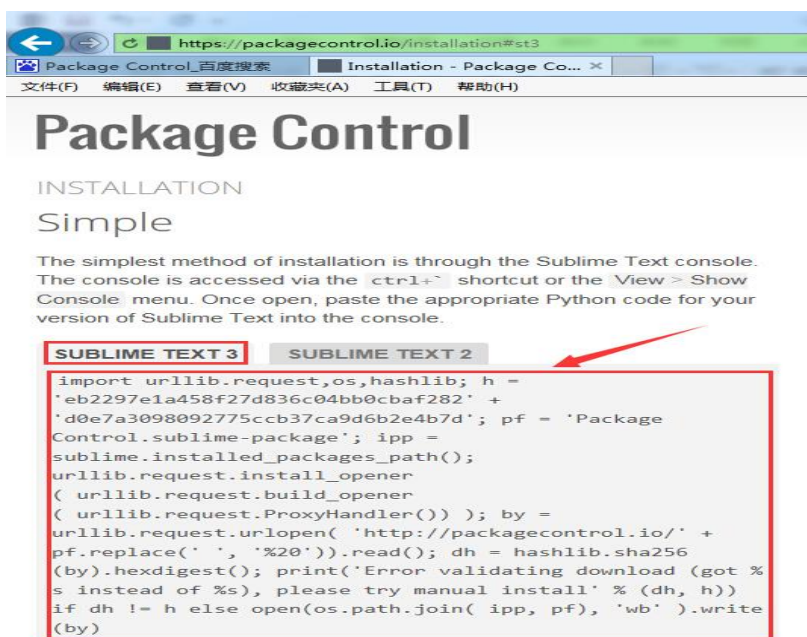 https://packagecontrol.io/installation#st3
Package Control_百度搜索 Installation - Package Co... ×
文件(F) 编辑(E) 查看(V) 收藏夹(A) 工具(T) 帮助(H)
Package Control
INSTALLATION
Simple
The simplest method of installation is through the Sublime Text console.
The console is accessed via the ctrl+` shortcut or the View > Show
Console menu. Once open, paste the appropriate Python code for your
version of Sublime Text into the console.
SUBLIME TEXT 3 SUBLIME TEXT 2
import urllib.request,os,hashlib; h =
'eb2297e1a458f27d836c04bb0cbaf282' +
'd0e7a3098092775ccb37ca9d6b2e4b7d'; pf = 'Package
Control.sublime-package'; ipp =
sublime.installed_packages_path();
urllib.request.install_opener
( urllib.request.build_opener
( urllib.request.ProxyHandler()) ); by =
urllib.request.urlopen( 'http://packagecontrol.io/' +
pf.replace(' ', '%20')).read(); dh = hashlib.sha256
(by).hexdigest(); print('Error validating download (got %
s instead of %s), please try manual install' % (dh, h))
if dh != h else open(os.path.join( ipp, pf), 'wb' ).write
(by)